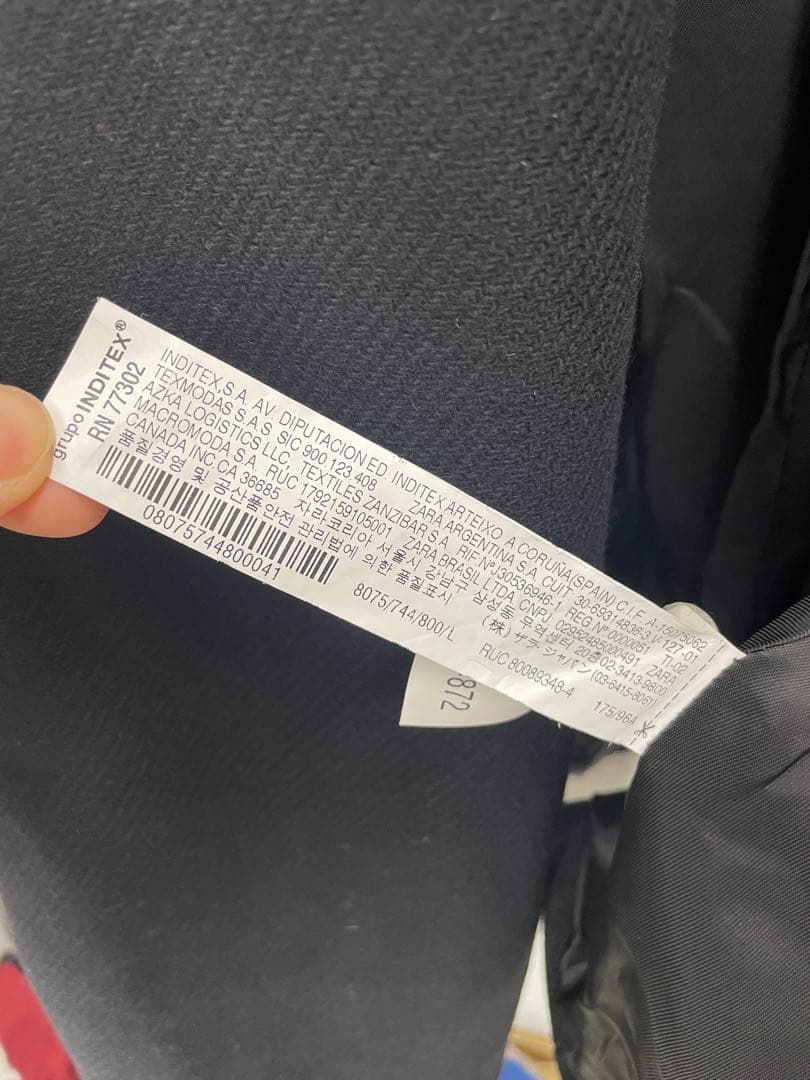 grupo INDITEX®
RN 77302
INDITEX,S.A. AV. DIPUTACION ED. INDITEX ARTEIXO. A CORUÑA(SPAIN) C.I.F. A-15075062
TEXMODAS S.A.S. SIC 900.123.408 ZARA ARGENTINA S.A. CUIT. 30-69314836-3 V.127.01
AZKA LOGISTICS LLC. TEXTILES ZANZIBAR S.A. RIF.Nº J30536946-1 REG Nº 000005¹ TI-02
MACROMODA S.A. RUC 1792159105001 ZARA BRASIL LTDA, CNPJ. 02952485000491, ZARA
CANADA INC. CA 36685 자라코리아 서울시 강남구 삼성동 무역센터 20층 02-3413-9800
품질경영 및 공산품안전 관리법에 의한 품질표시 (株) ザラ・ジャパン (03-6415-8061)
RUC 80089348-4
08075744800041
8075/744/800/L
175/96A
872